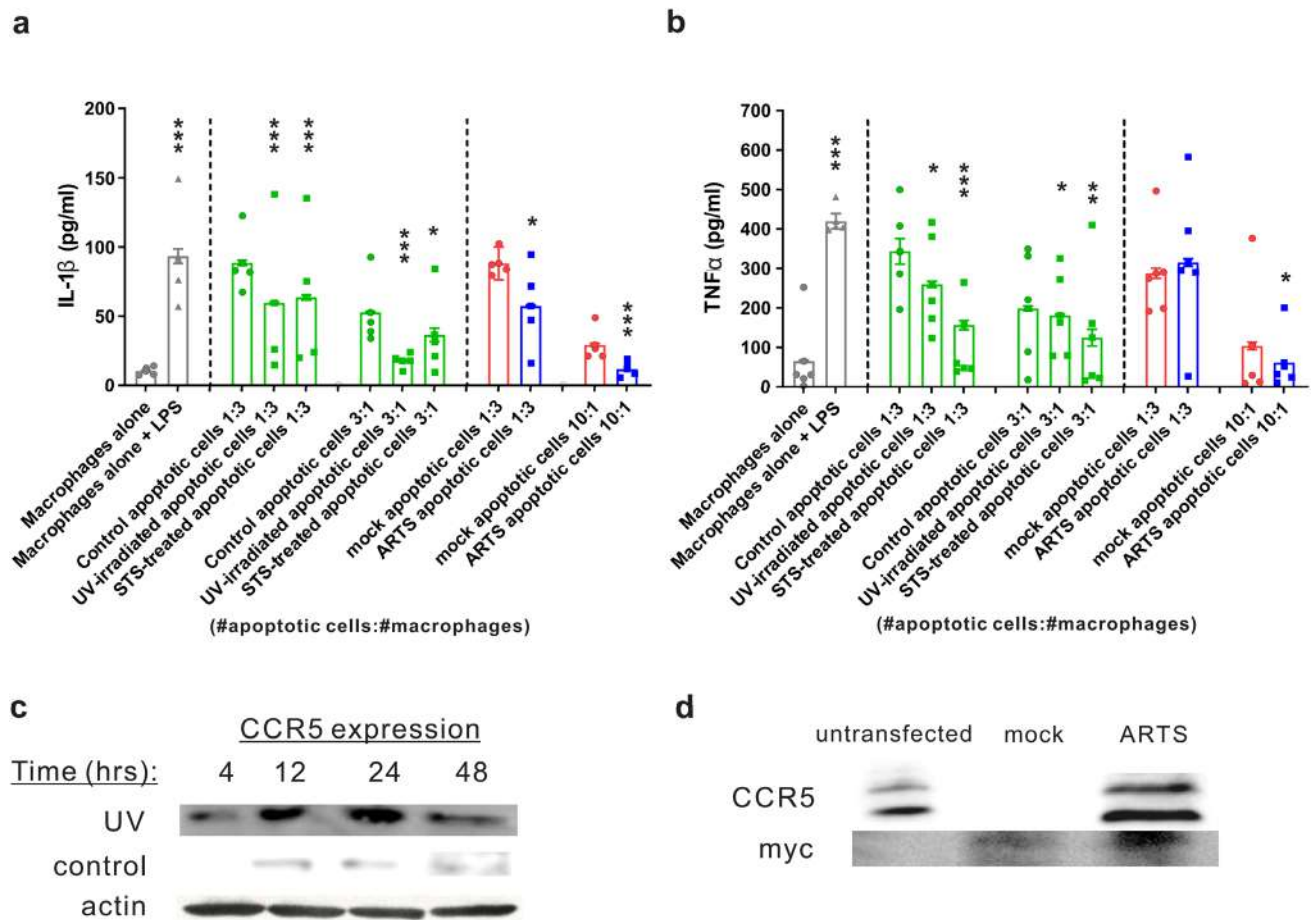 a
200
150
100
50
0
IL-1β (pg/ml)
***
***
***
***
*
*
***
Macrophages alone
Macrophages alone + LPS
Control apoptotic cells 1:3
UV-irradiated apoptotic cells 1:3
STS-treated apoptotic cells 1:3
Control apoptotic cells 3:1
UV-irradiated apoptotic cells 3:1
STS-treated apoptotic cells 3:1
mock apoptotic cells 1:3
ARTS apoptotic cells 1:3
mock apoptotic cells 10:1
ARTS apoptotic cells 10:1
(#apoptotic cells:#macrophages)
b
700
600
500
400
300
200
100
0
TNFα (pg/ml)
***
*
***
*
**
*
Macrophages alone
Macrophages alone + LPS
Control apoptotic cells 1:3
UV-irradiated apoptotic cells 1:3
STS-treated apoptotic cells 1:3
Control apoptotic cells 3:1
UV-irradiated apoptotic cells 3:1
STS-treated apoptotic cells 3:1
mock apoptotic cells 1:3
ARTS apoptotic cells 1:3
mock apoptotic cells 10:1
ARTS apoptotic cells 10:1
(#apoptotic cells:#macrophages)
c
CCR5 expression
Time (hrs): 4 12 24 48
UV
control
actin
d
untransfected mock ARTS
CCR5
myc